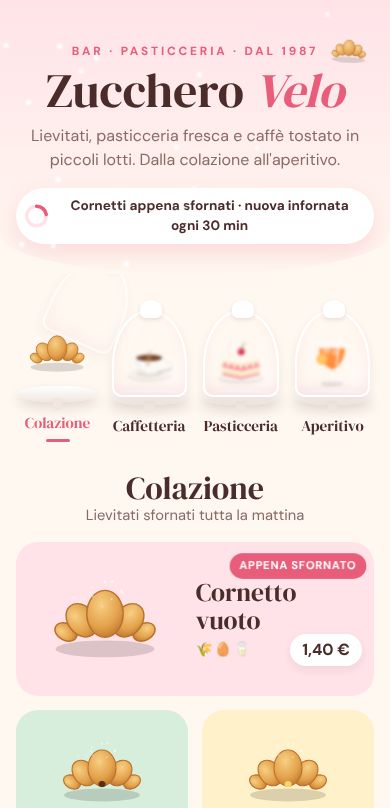 BAR · PASTICCERIA · DAL 1987
Zucchero Velo
Lievitati, pasticceria fresca e caffè tostato in
piccoli lotti. Dalla colazione all'aperitivo.
Cornetti appena sfornati · nuova infornata
ogni 30 min
Colazione
Caffetteria
Pasticceria
Aperitivo
Colazione
Lievitati sfornati tutta la mattina
APPENA SFORNATO
Cornetto
vuoto
1,40 €